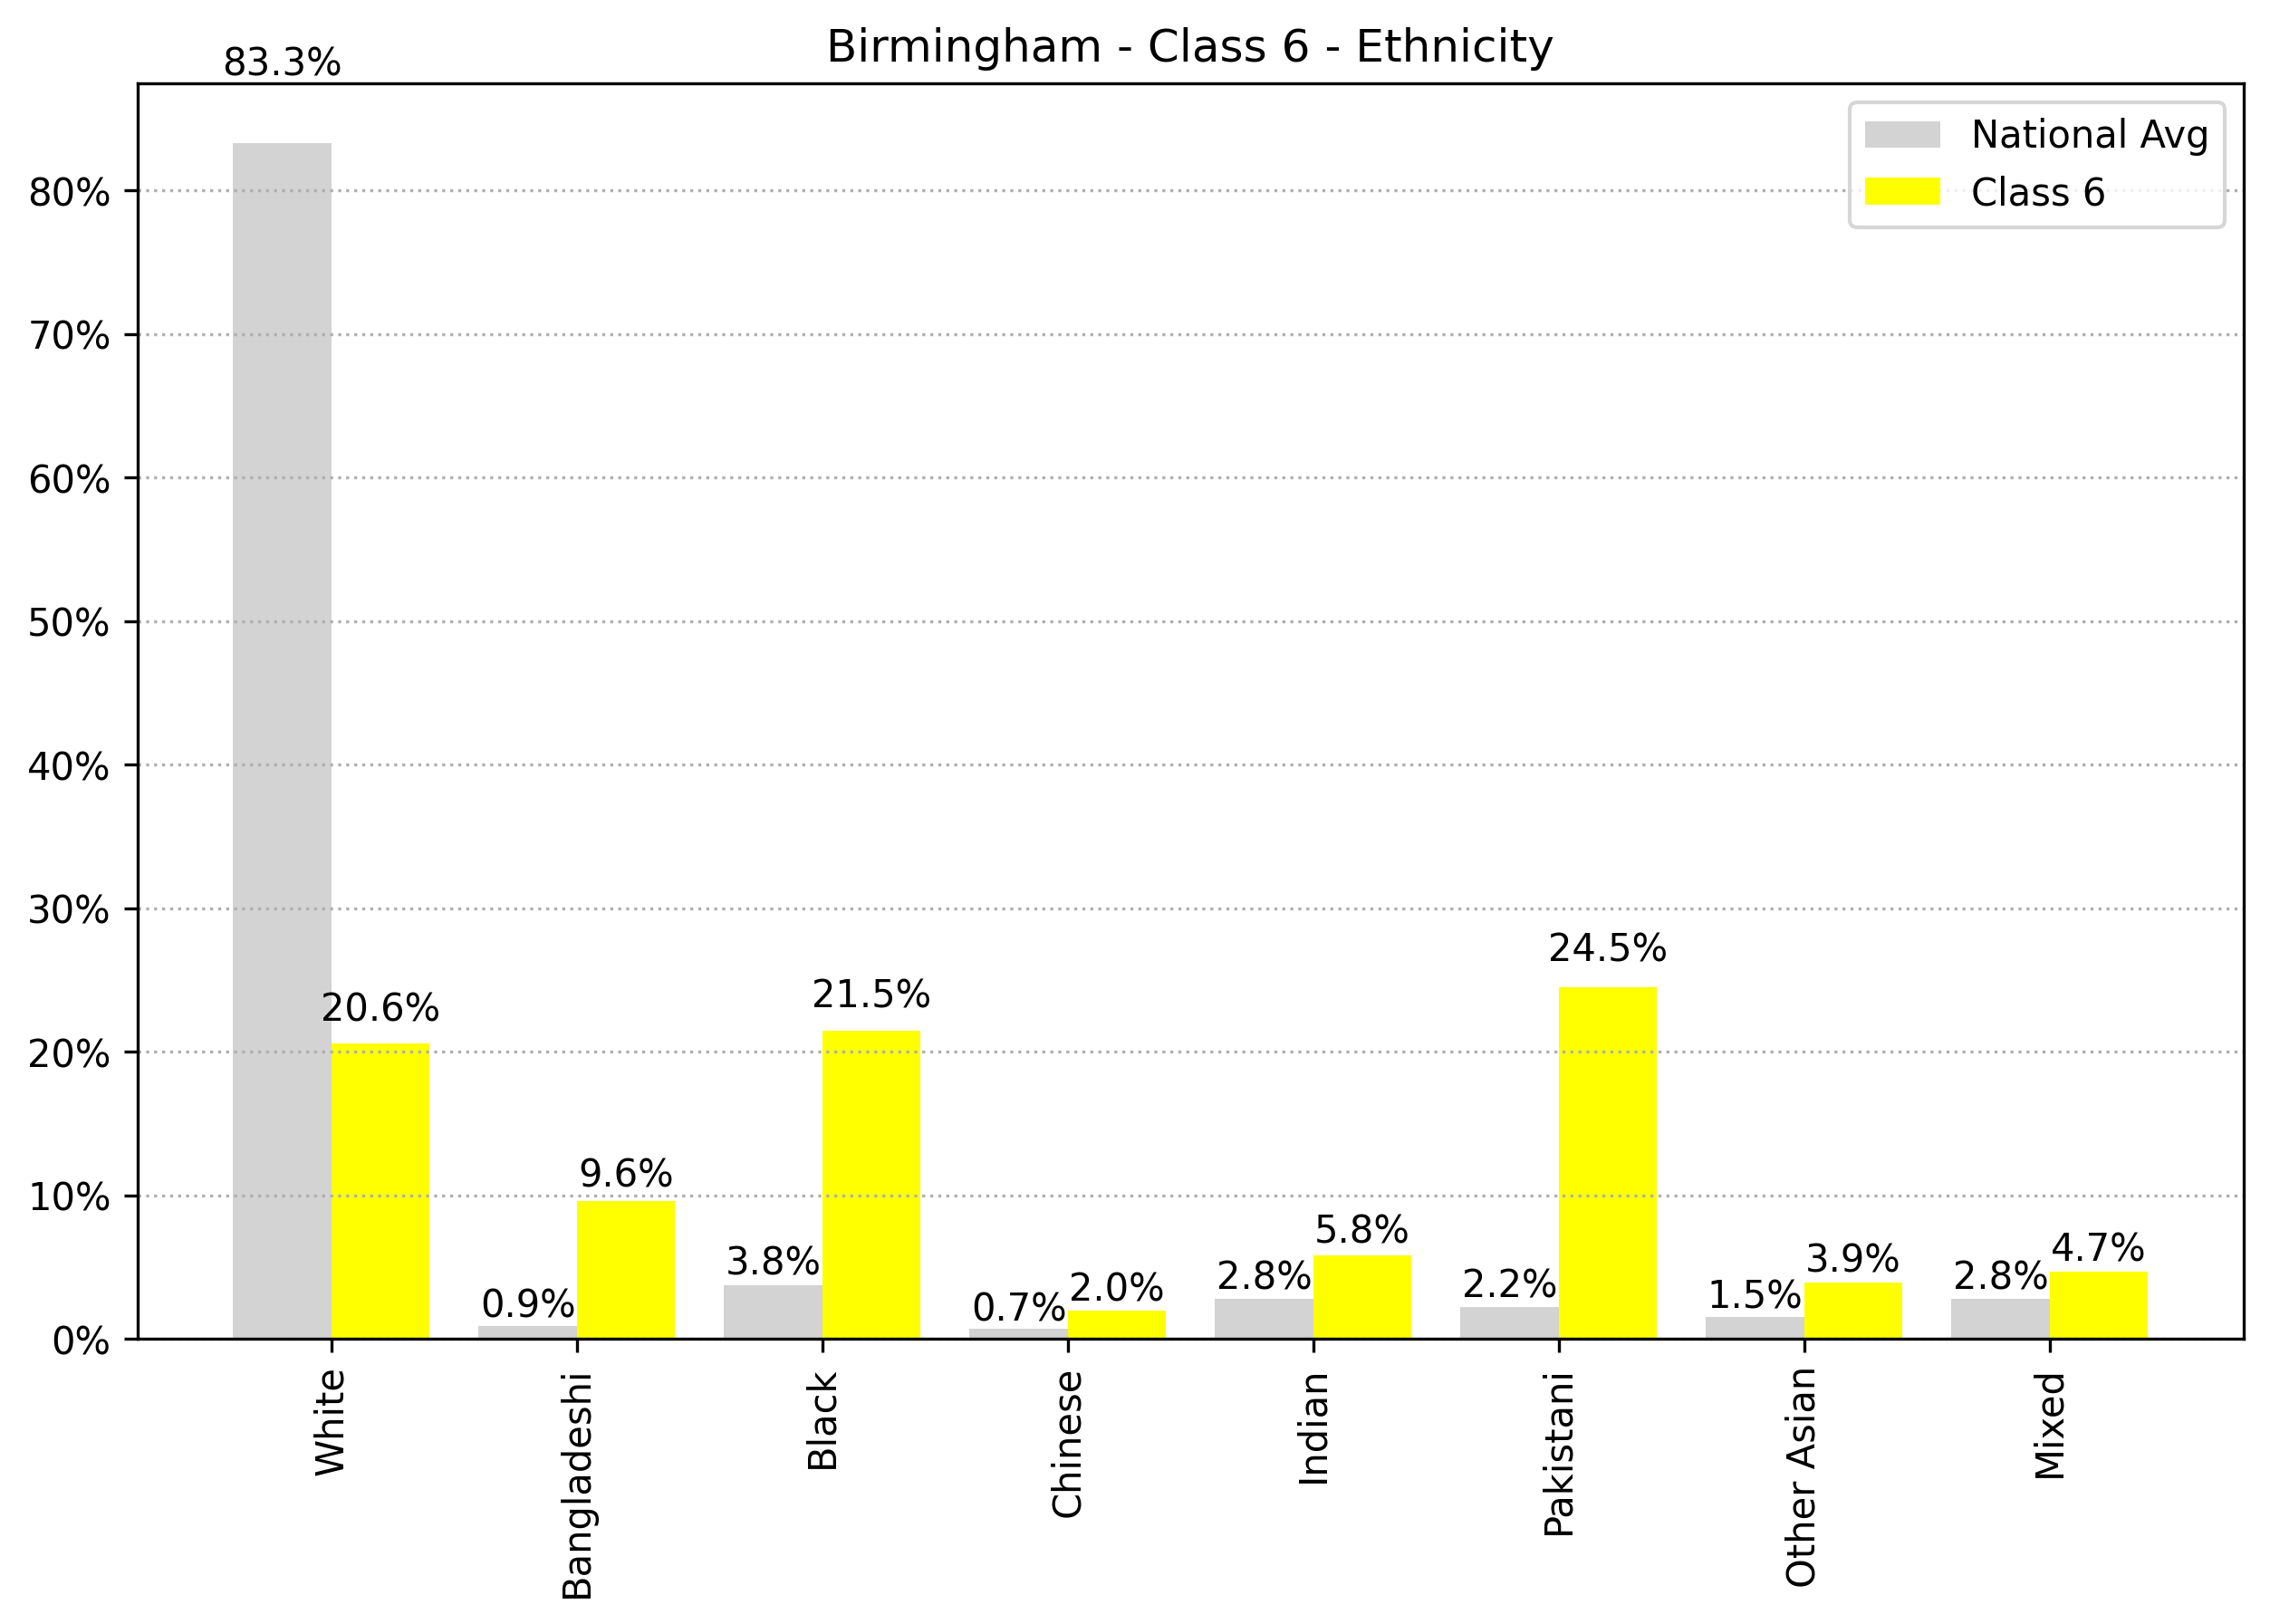 Birmingham - Class 6 - Ethnicity
83.3%
National Avg
Class 6
80%
70%
60%
50%
40%
30%
20%
10%
0%
20.6%
0.9%
9.6%
3.8%
21.5%
0.7%
2.0%
2.8%
5.8%
2.2%
24.5%
1.5%
3.9%
2.8%
4.7%
White
Bangladeshi
Black
Chinese
Indian
Pakistani
Other Asian
Mixed